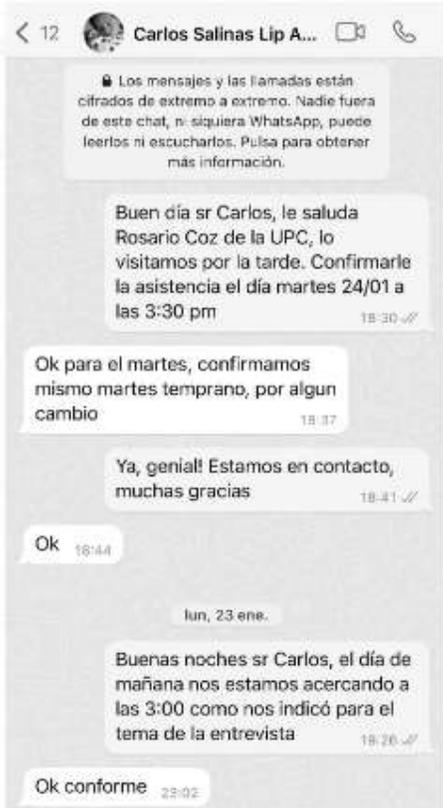 12
Carlos Salinas Lip A...
Los mensajes y las llamadas están
cifrados de extremo a extremo. Nadie fuera
de este chat, ni siquiera WhatsApp, puede
leerlos ni escucharlos. Pulsa para obtener
más información.
Buen día sr Carlos, le saluda
Rosario Coz de la UPC, lo
visitamos por la tarde. Confirmarle
la asistencia el día martes 24/01 a
las 3:30 pm
18:30
Ok para el martes, confirmamos
mismo martes temprano, por algun
cambio
18:37
Ya, genial! Estamos en contacto,
muchas gracias
18:41
Ok
18:44
lun, 23 ene.
Buenas noches sr Carlos, el día de
mañana nos estamos acercando a
las 3:00 como nos indicó para el
tema de la entrevista
19:26
Ok conforme
23:02